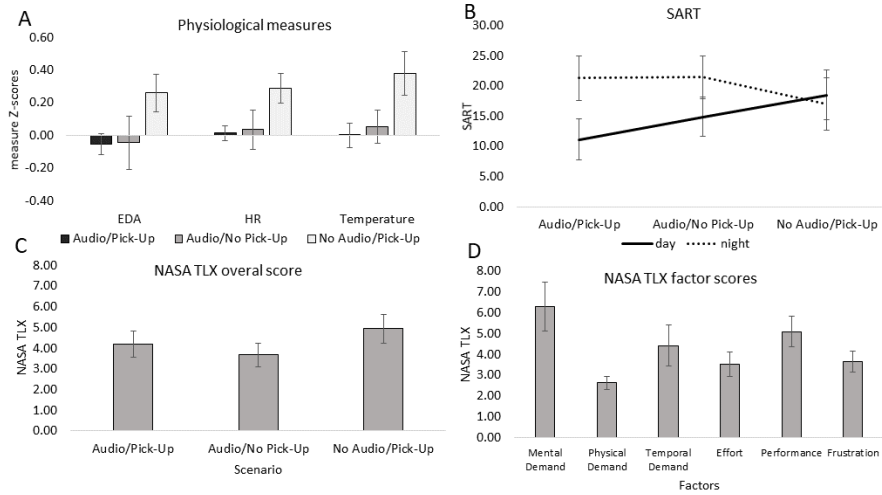 A
Physiological measures
0.60
0.40
0.20
0.00
-0.20
-0.40
measure Z-scores
EDA HR Temperature
Audio/Pick-Up Audio/No Pick-Up No Audio/Pick-Up
B
SART
30.00
25.00
20.00
15.00
10.00
5.00
0.00
SART
Audio/Pick-Up Audio/No Pick-Up No Audio/Pick-Up
day night
C
NASA TLX overal score
8.00
7.00
6.00
5.00
4.00
3.00
2.00
1.00
0.00
NASA TLX
Audio/Pick-Up Audio/No Pick-Up No Audio/Pick-Up
Scenario
D
NASA TLX factor scores
8.00
7.00
6.00
5.00
4.00
3.00
2.00
1.00
0.00
NASA TLX
Mental Physical Temporal Effort Performance Frustration
Demand Demand Demand
Factors